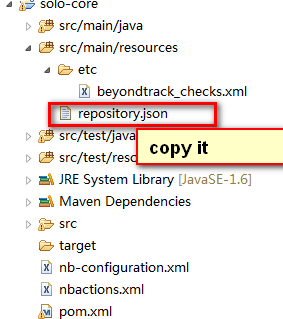 solo-core
src/main/java
src/main/resources
etc
beyondtrack_checks.xml
repository.json
src/test/java
copy it
src/test/reso
JRE System Library [JavaSE-1.6]
Maven Dependencies
src
target
nb-configuration.xml
nbactions.xml
pom.xml